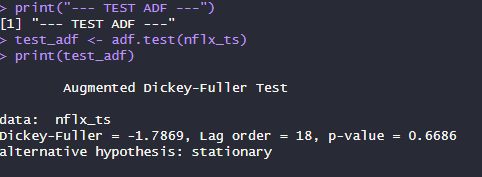 > print("--- TEST ADF ---")
[1] "--- TEST ADF ---"
> test_adf <- adf.test(nflx_ts)
> print(test_adf)
Augmented Dickey-Fuller Test
data:  nflx_ts
Dickey-Fuller = -1.7869, Lag order = 18, p-value = 0.6686
alternative hypothesis: stationary